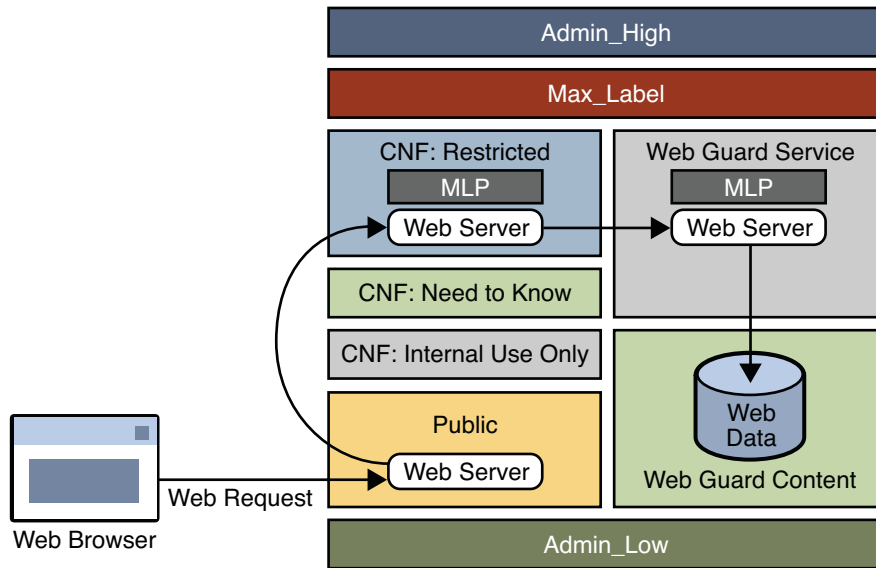 Admin_High
Max_Label
CNF: Restricted
MLP
Web Server
Web Guard Service
MLP
Web Server
CNF: Need to Know
CNF: Internal Use Only
Public
Web Server
Web
Data
Web Guard Content
Web Request
Web Browser
Admin_Low